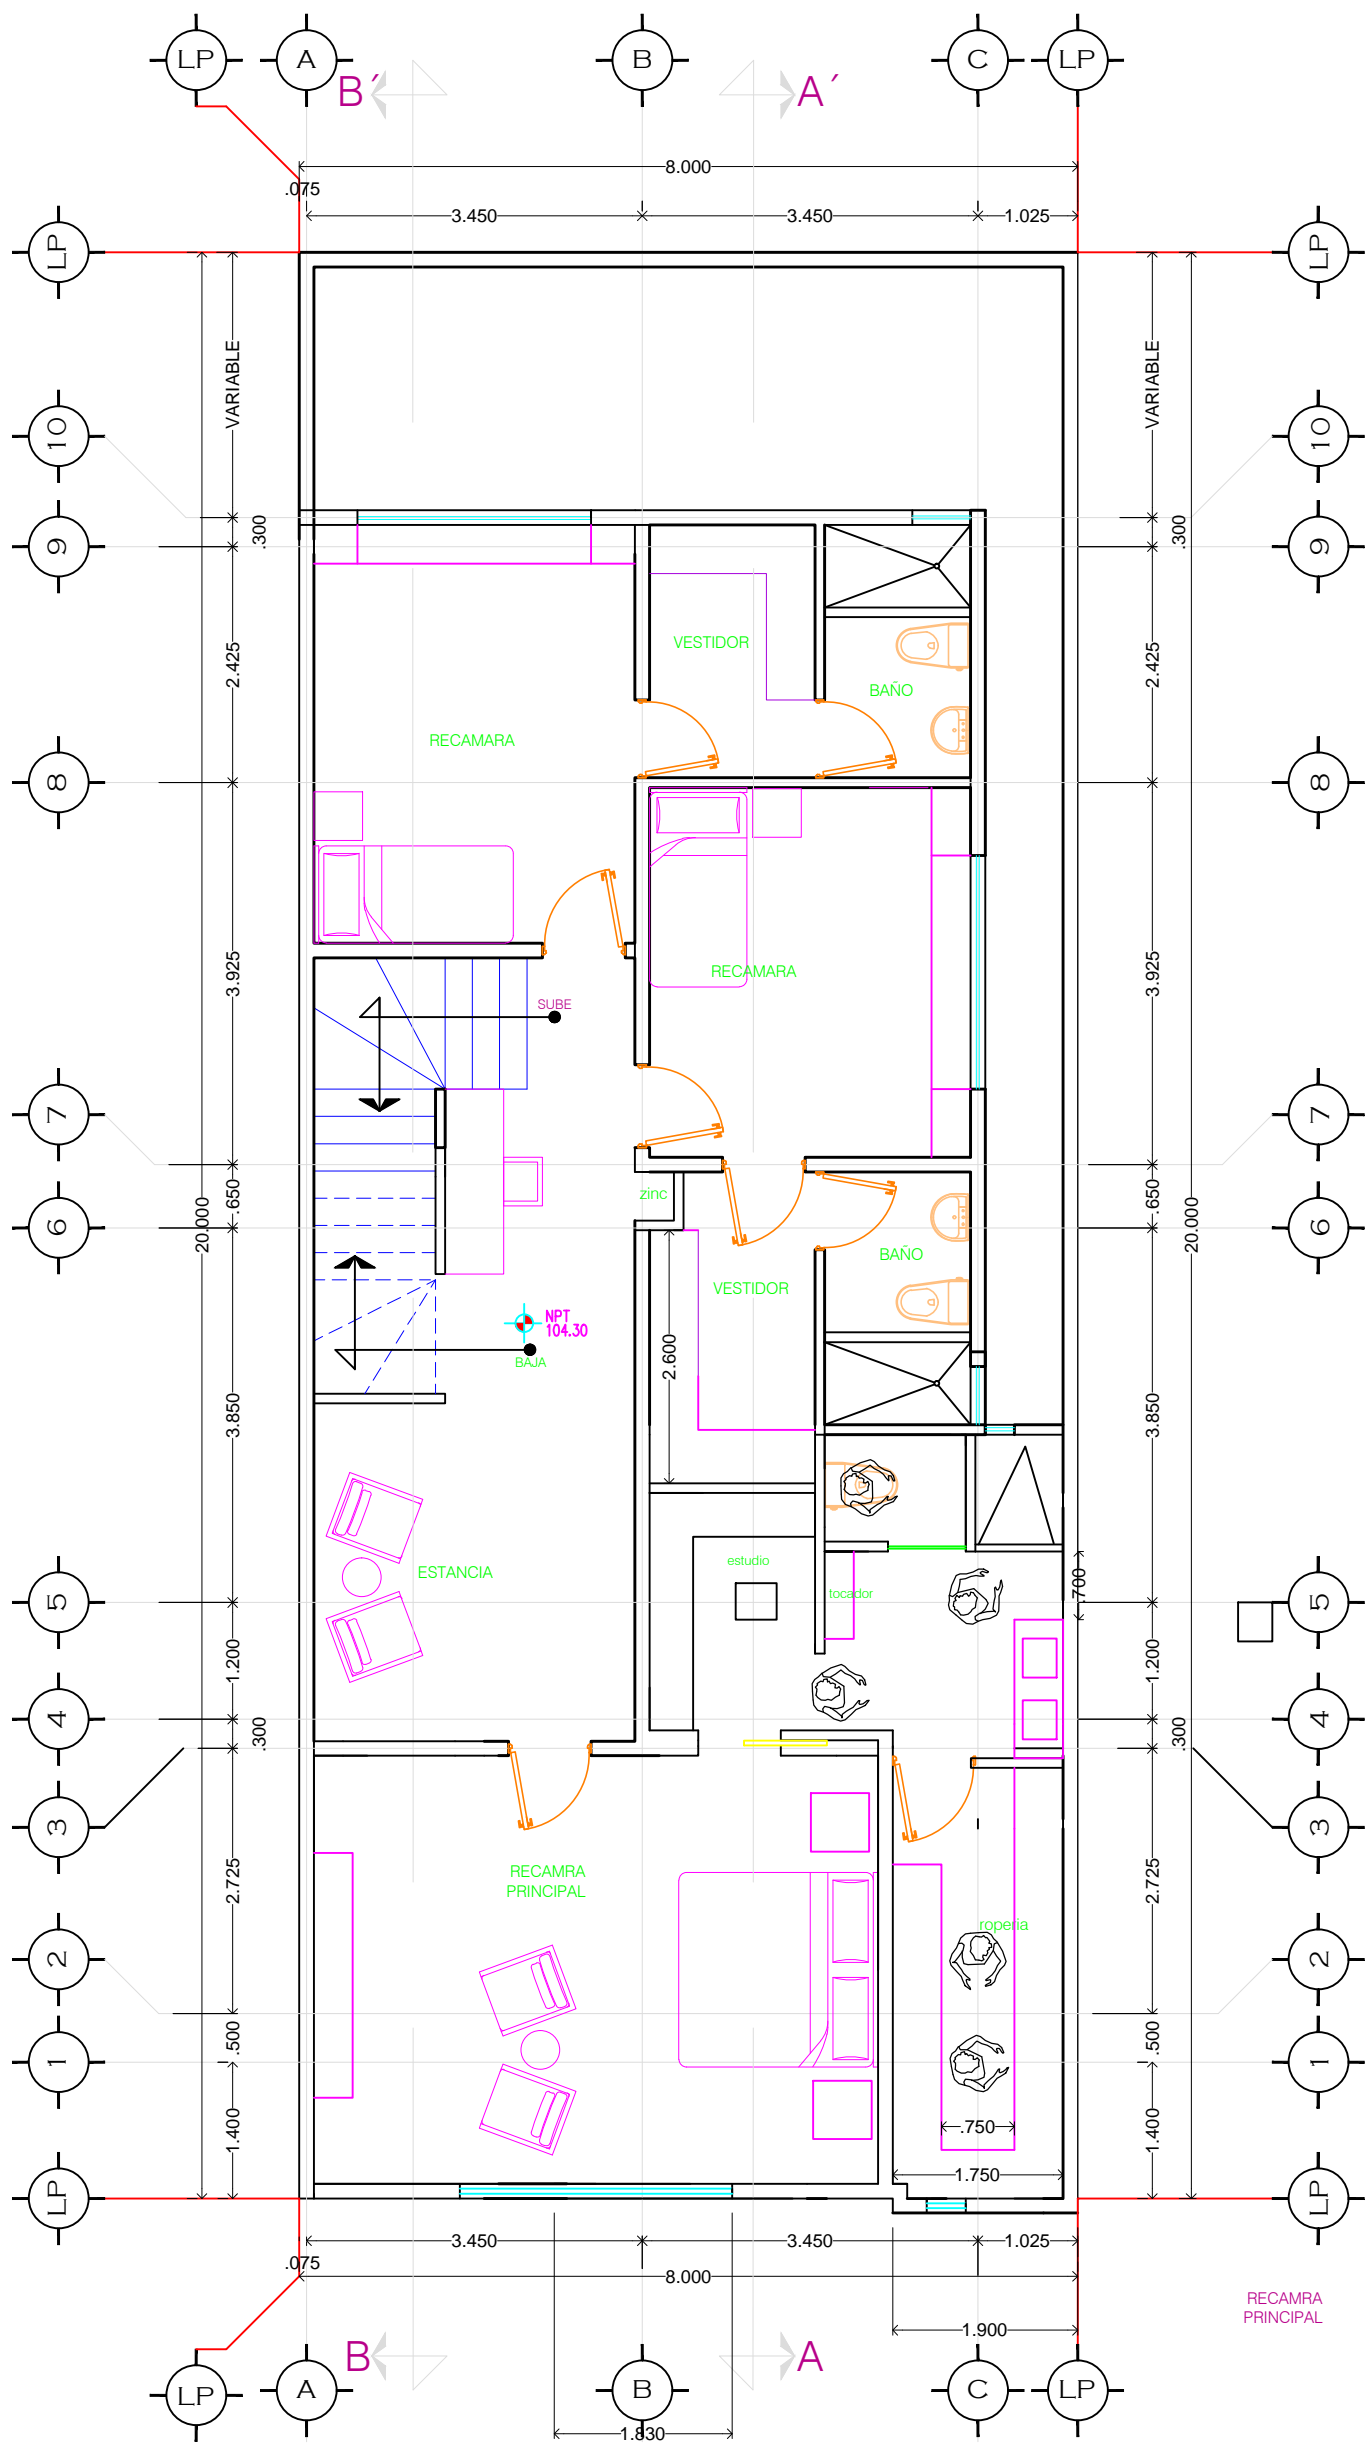 LP A B C LP
B´ A´
8.000
.075
3.450 3.450 1.025
LP LP
VARIABLE VARIABLE
10 10
.300 .300
9 9
2.425 2.425
VESTIDOR
BAÑO
RECAMARA
8 8
3.925 3.925
RECAMARA
SUBE
7 7
20.000 .650 .650 20.000
zinc
6 6
BAÑO
VESTIDOR
NPT
104.30
BAJA
2.600
3.850 3.850
ESTANCIA
estudio
tocador
.700
5 5
1.200 1.200
4 4
.300 .300
3 3
RECAMRA
PRINCIPAL
2.725 2.725
roperia
2 2
.500 .500
1 1
.750
1.400 1.400
1.750
LP LP
3.450 3.450 1.025
.075
8.000
RECAMRA
PRINCIPAL
1.900
B A
LP A B C LP
1.830